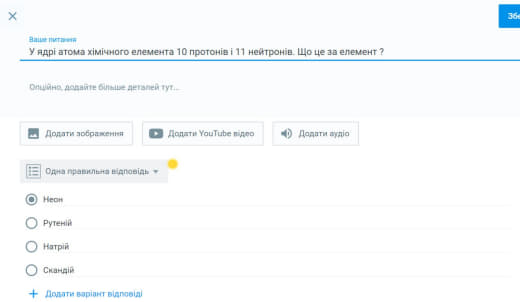 Збе
Ваше питання
У ядрі атома хімічного елемента 10 протонів і 11 нейтронів. Що це за елемент ?
Опційно, додайте більше деталей тут...
Додати зображення Додати YouTube відео Додати аудіо
Одна правильна відповідь
Неон
Рутеній
Натрій
Скандій
+ Додати варіант відповіді